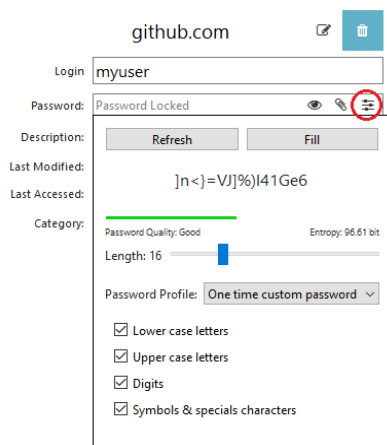 github.com
Login myuser
Password: Password Locked
Description: Refresh Fill
Last Modified:
]n<}=VJ]%)I41Ge6
Last Accessed:
Category:
Password Quality: Good Entropy: 96.61 bit
Length: 16
Password Profile: One time custom password
Lower case letters
Upper case letters
Digits
Symbols & specials characters